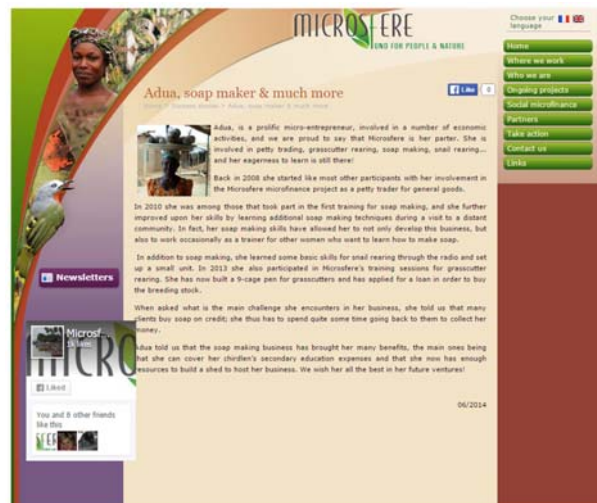 MICROSFERE
FUND FOR PEOPLE & NATURE
Choose your
language
Home
Where we work
Who we are
Ongoing projects
Social microfinance
Partners
Take action
Contact us
Links
Adua, soap maker & much more
Home > Success stories > Adua, soap maker & much more
Like 0
Adua, is a prolific micro-entrepreneur, involved in a number of economic
activities, and we are proud to say that Microsfere is her parter. She is
involved in petty trading, grasscutter rearing, soap making, snail rearing...
and her eagerness to learn is still there!
Back in 2008 she started like most other participants with her involvement in
the Microsfere microfinance project as a petty trader for general goods.
In 2010 she was among those that took part in the first training for soap making, and she further
improved upon her skills by learning additional soap making techniques during a visit to a distant
community. In fact, her soap making skills have allowed her to not only develop this business, but
also to work occasionally as a trainer for other women who want to learn how to make soap.
In addition to soap making, she learned some basic skills for snail rearing through the radio and set
up a small unit. In 2013 she also participated in Microsfere's training sessions for grasscutter
rearing. She has now built a 9-cage pen for grasscutters and has applied for a loan in order to buy
the breeding stock.
When asked what is the main challenge she encounters in her business, she told us that many
clients buy soap on credit; she thus has to spend quite some time going back to them to collect her
money.
Adua told us that the soap making business has brought her many benefits, the main ones being
that she can cover her chirdlen's secondary education expenses and that she now has enough
resources to build a shed to host her business. We wish her all the best in her future ventures!
06/2014
Newsletters
Microsf...
1k fans
MICRO
Liked
You and 8 other friends
like this
SFERE